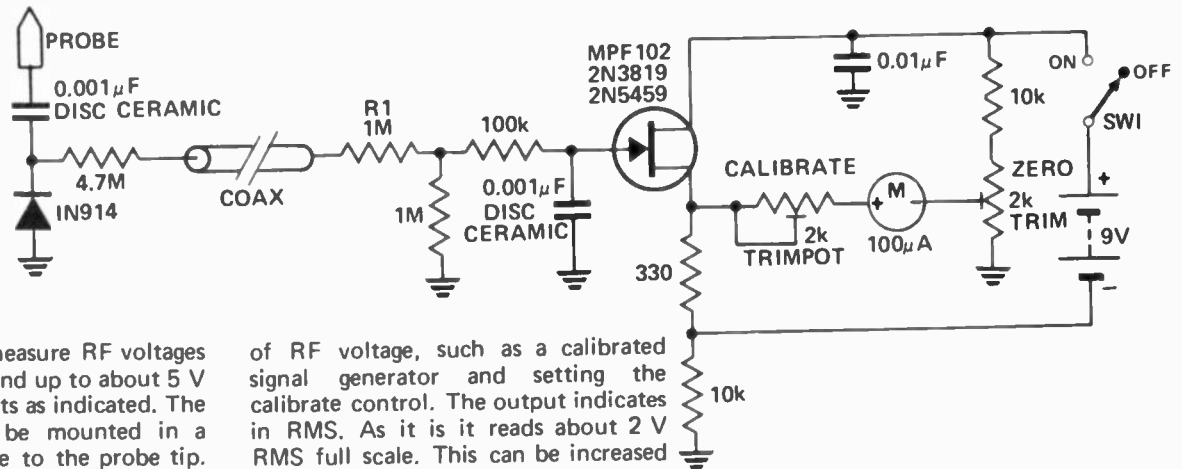 PROBE
0.001µF
DISC CERAMIC
4.7M
IN914
COAX
R1
1M
1M
100k
0.001µF
DISC
CERAMIC
MPF102
2N3819
2N5459
0.01µF
CALIBRATE
2k
TRIMPOT
+
M
100µA
330
10k
10k
ZERO
2k
TRIM
ON
OFF
SWI
+
9V
-
neasure RF voltages
nd up to about 5 V
ts as indicated. The
be mounted in a
e to the probe tip.
of RF voltage, such as a calibrated
signal generator and setting the
calibrate control. The output indicates
in RMS. As it is it reads about 2 V
RMS full scale. This can be increased